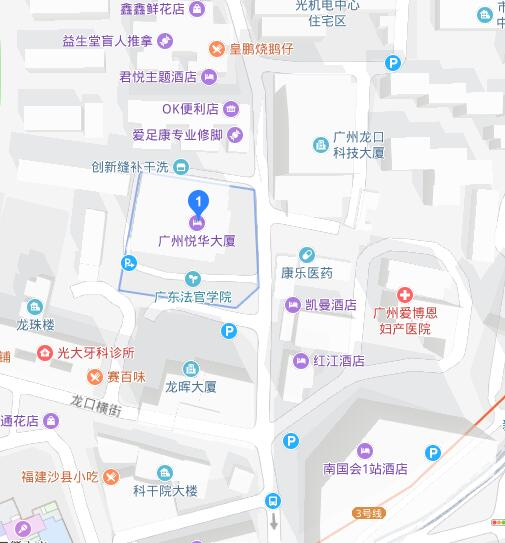 鑫鑫鲜花店
光机电中心
住宅区
市
中
益生堂盲人推拿
皇鹏烧鹅仔
P
君悦主题酒店
OK便利店
爱足康专业修脚
广州龙口
科技大厦
创新缝补干洗
1
广州悦华大厦
P
康乐医药
广东法官学院
凯曼酒店
广州爱博恩
妇产医院
龙珠楼
P
铺
光大牙科诊所
红江酒店
赛百味
龙晖大厦
龙口横街
通花店
P
P
南国会1站酒店
福建沙县小吃
科干院大楼
3号线